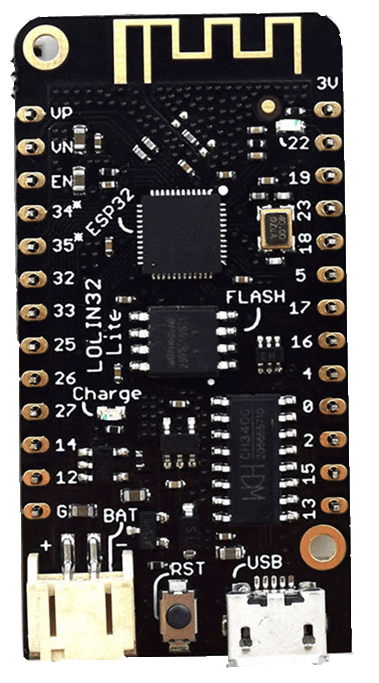 3V
VP
22
VN
19
EN
23
34*
ESP32
18
35*
5
32
LOLIN32
Lite
FLASH
17
33
16
25
4
26
Charge
0
27
WCH
CH340C
2
14
15
12
13
G
BAT
+
-
RST
USB